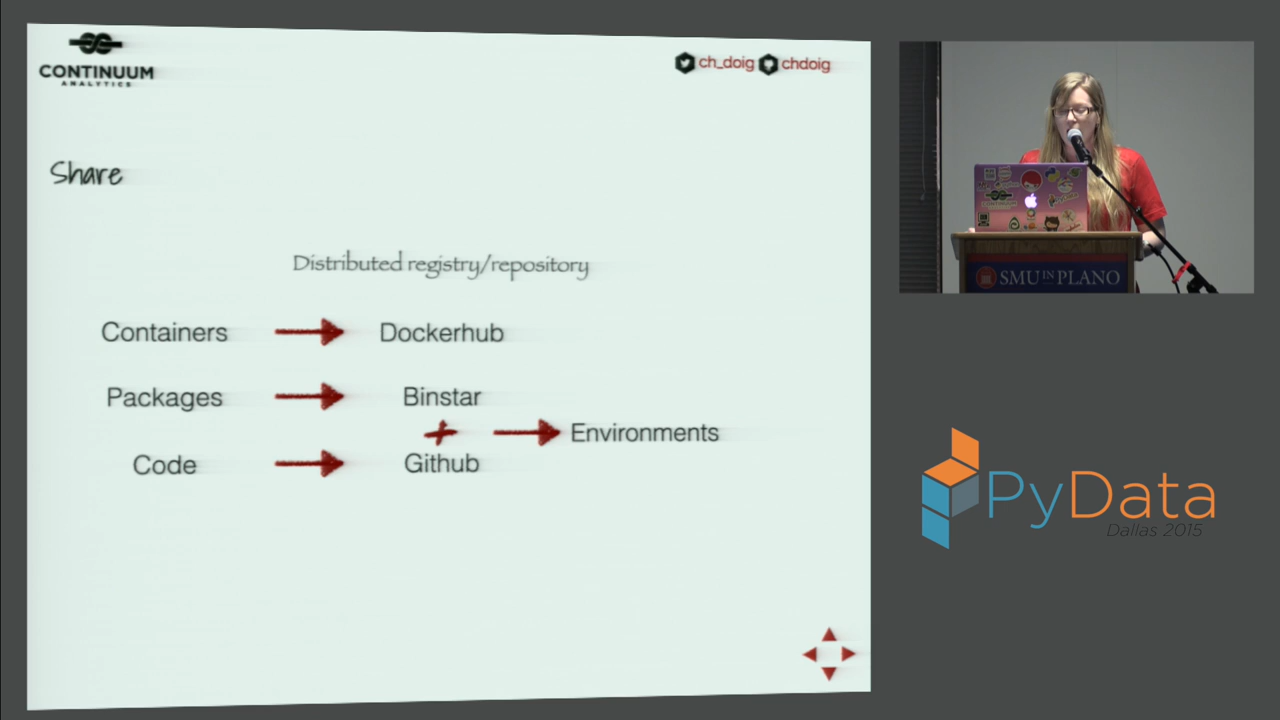 CONTINUUM
ANALYTICS
ch_doig chdoig
Share
Distributed registry/repository
Containers Dockerhub
Packages Binstar
Environments
Code Github
SMU IN PLANO
PyData
Dallas 2015